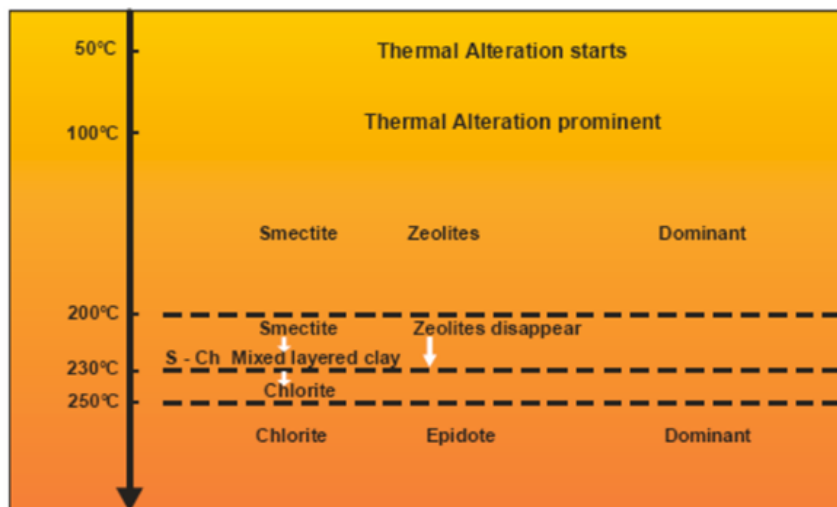 50°C Thermal Alteration starts
100°C Thermal Alteration prominent
Smectite Zeolites Dominant
200°C
Smectite Zeolites disappear
S - Ch Mixed layered clay
230°C
Chlorite
250°C
Chlorite Epidote Dominant